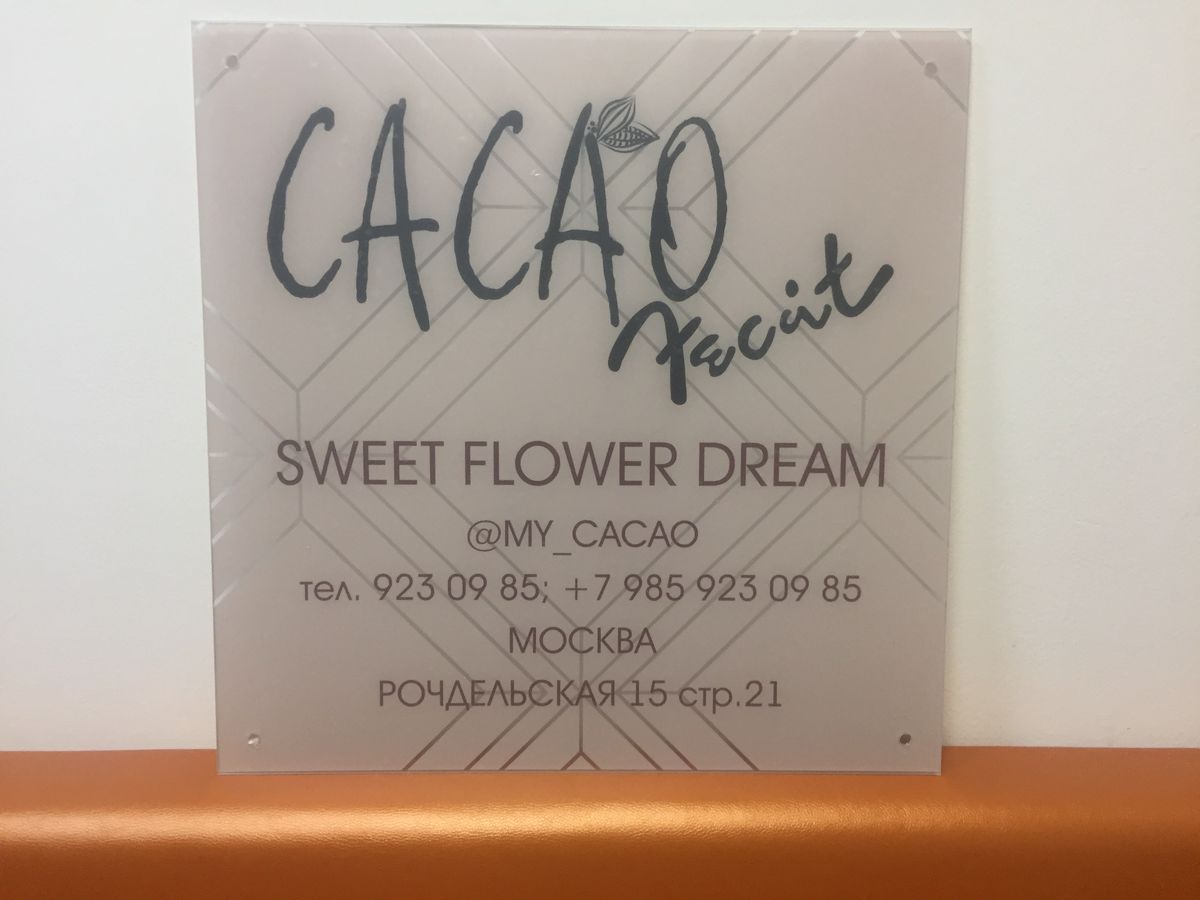 CACAO
Fecit
SWEET FLOWER DREAM
@MY_CACAO
тел. 923 09 85; +7 985 923 09 85
МОСКВА
РОЧДЕЛЬСКАЯ 15 стр.21